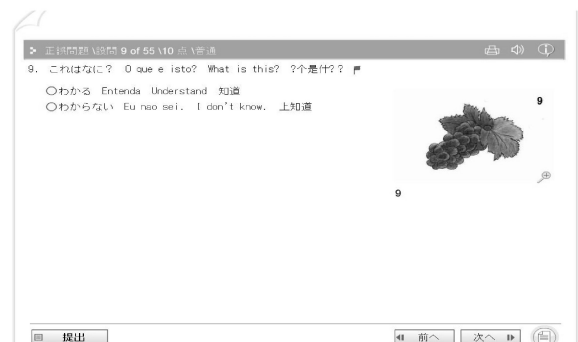 正誤問題 \設問 9 of 55 \10 点 \普通
9. これはなに？ O que e isto? What is this? ?个是什??
○わかる Entenda Understand 知道
○わからない Eu nao sei. I don't know. 上知道
9
9
提出
前へ
次へ